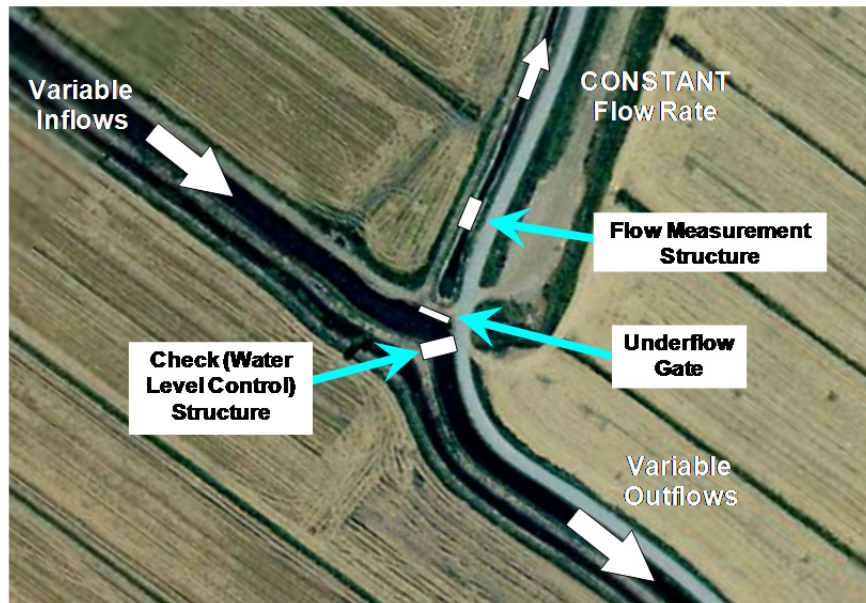 Variable
Inflows
CONSTANT
Flow Rate
Flow Measurement
Structure
Check (Water
Level Control)
Structure
Underflow
Gate
Variable
Outflows